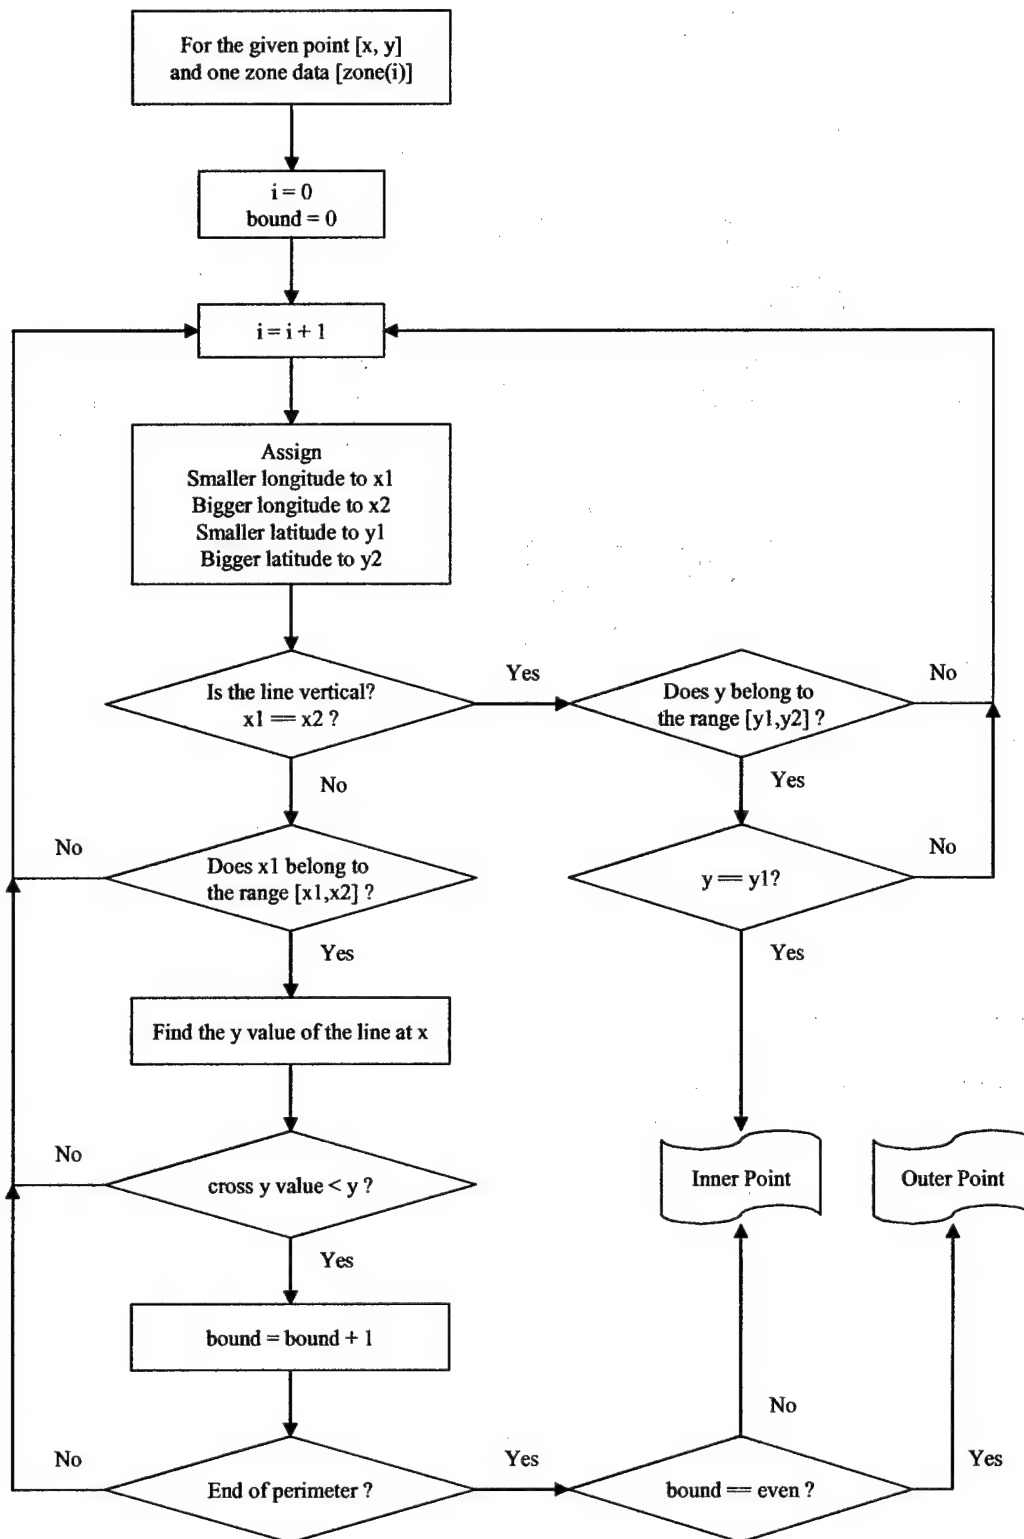 For the given point [x, y]
and one zone data [zone(i)]
i = 0
bound = 0
i = i + 1
Assign
Smaller longitude to x1
Bigger longitude to x2
Smaller latitude to y1
Bigger latitude to y2
Is the line vertical?
x1 == x2 ?
Yes
Does y belong to
the range [y1,y2] ?
No
No
Yes
No
Does x1 belong to
the range [x1,x2] ?
y == y1?
No
Yes
Yes
Find the y value of the line at x
No
cross y value < y ?
Inner Point
Outer Point
Yes
bound = bound + 1
No
No
End of perimeter ?
Yes
bound == even ?
Yes